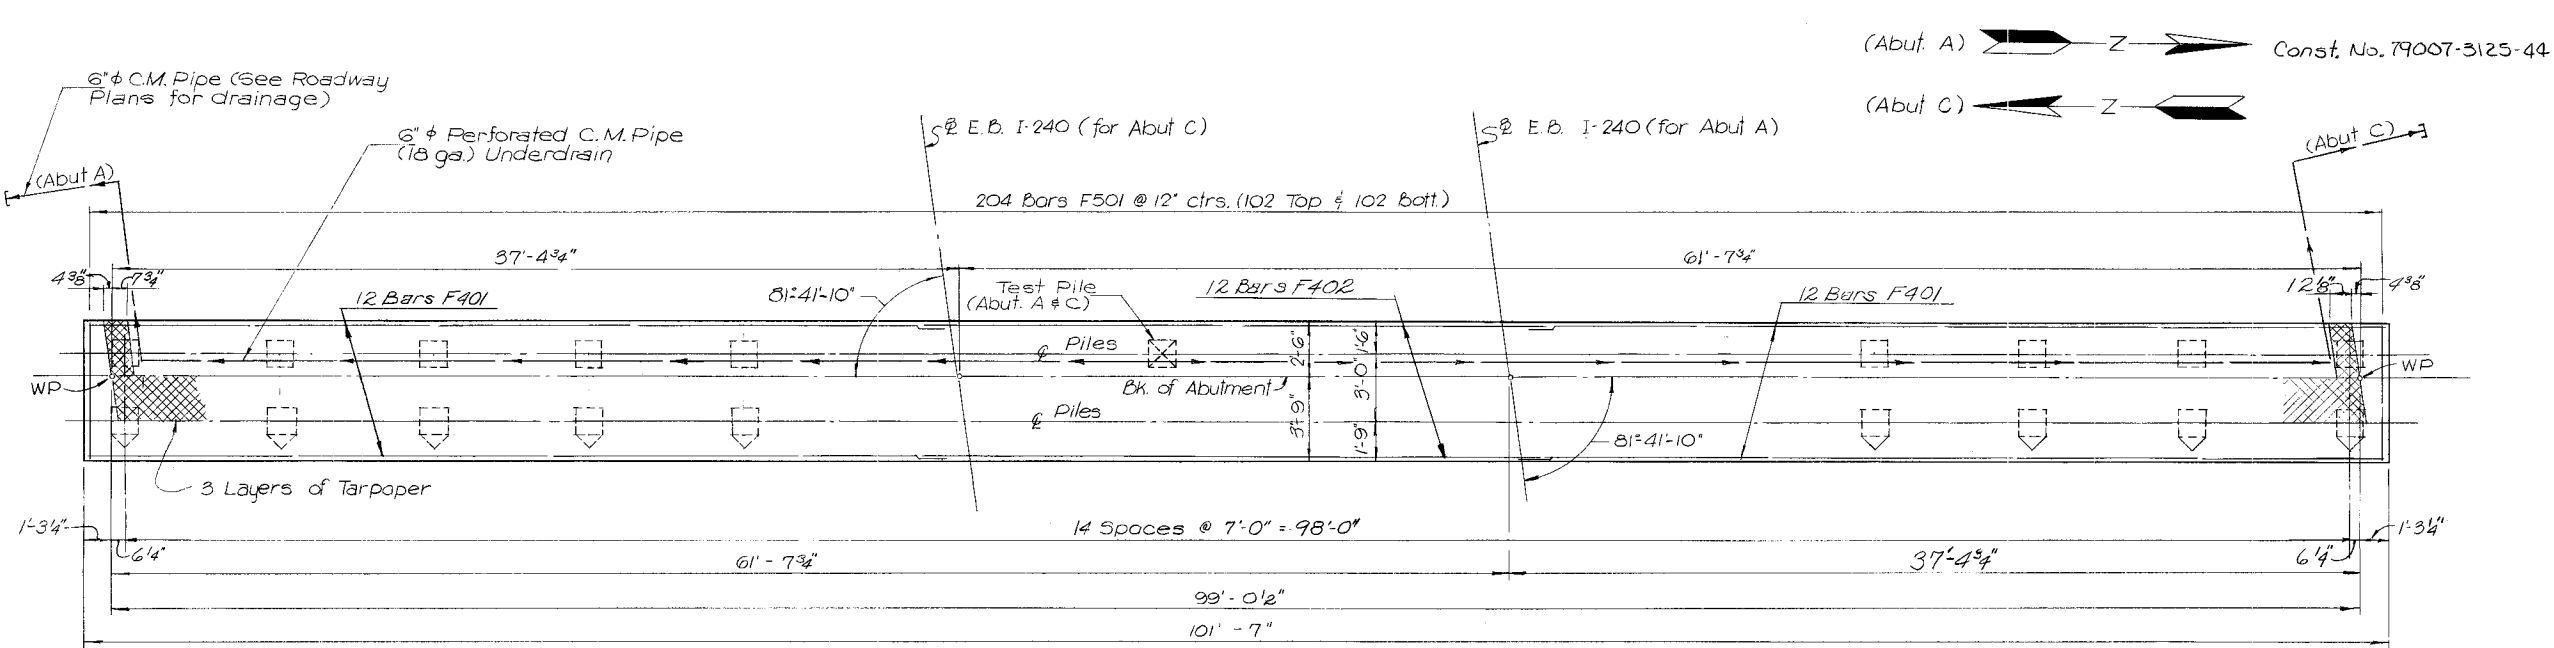 (Abut. A) Z Const. No. 79007-3125-44
(Abut C) Z
6"φ C.M. Pipe (See Roadway
Plans for drainage)
6" φ Perforated C.M. Pipe
(18 ga.) Underdrain
℄ E.B. I-240 (for Abut C)
℄ E.B. I-240 (for Abut A)
(Abut C)
(Abut A)
204 Bars F501 @ 12" ctrs. (102 Top & 102 Bott.)
37'-4¾"
61'-7¾"
4⅜"
7¾"
12 Bars F401
81°-41'-10"
Test Pile
(Abut. A & C)
12 Bars F402
12 Bars F401
12⅛"
4⅜"
℄ Piles
2'-6"
1'-6"
WP
Bk. of Abutment
3'-0"
WP
℄ Piles
3'-9"
1'-9"
81°-41'-10"
3 Layers of Tarpaper
1'-3¼"
6¼"
14 Spaces @ 7'-0" = 98'-0"
1'-3¼"
6¼"
61'-7¾"
37'-4¾"
99'-0½"
101'-7"